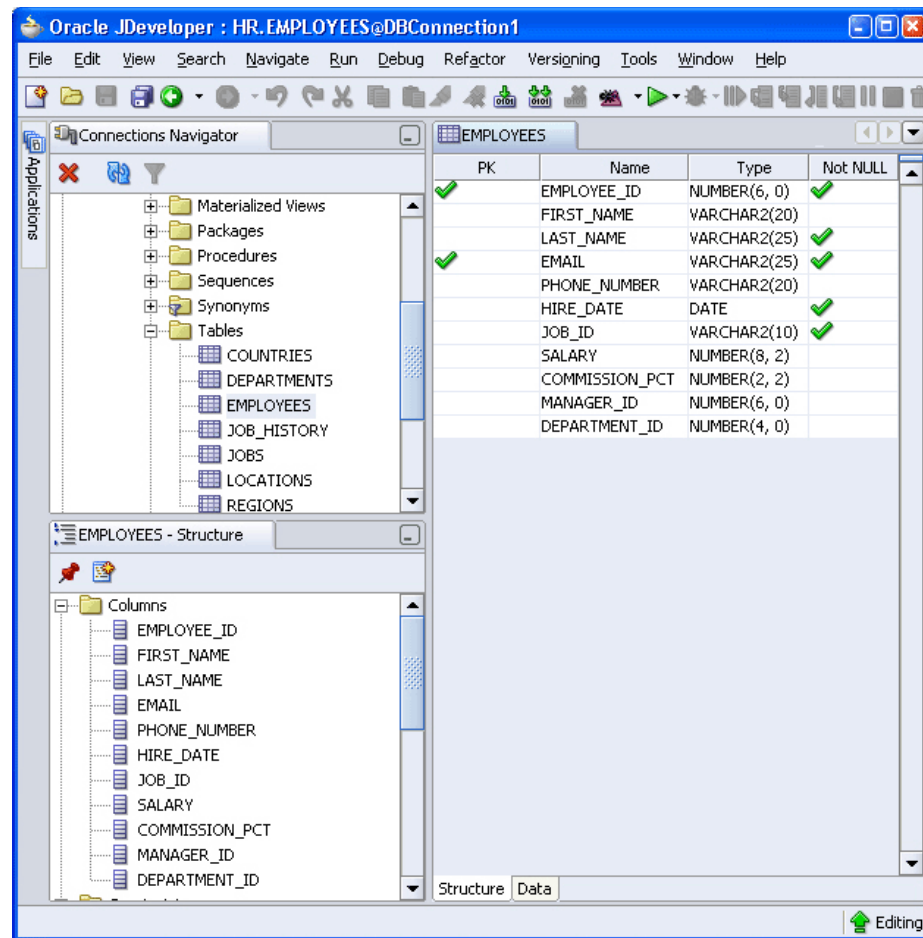 Oracle JDeveloper : HR.EMPLOYEES@DBConnection1
File Edit View Search Navigate Run Debug Refactor Versioning Tools Window Help
Applications
Connections Navigator
Materialized Views
Packages
Procedures
Sequences
Synonyms
Tables
COUNTRIES
DEPARTMENTS
EMPLOYEES
JOB_HISTORY
JOBS
LOCATIONS
REGIONS
EMPLOYEES - Structure
Columns
EMPLOYEE_ID
FIRST_NAME
LAST_NAME
EMAIL
PHONE_NUMBER
HIRE_DATE
JOB_ID
SALARY
COMMISSION_PCT
MANAGER_ID
DEPARTMENT_ID
EMPLOYEES
PK Name Type Not NULL
EMPLOYEE_ID NUMBER(6, 0)
FIRST_NAME VARCHAR2(20)
LAST_NAME VARCHAR2(25)
EMAIL VARCHAR2(25)
PHONE_NUMBER VARCHAR2(20)
HIRE_DATE DATE
JOB_ID VARCHAR2(10)
SALARY NUMBER(8, 2)
COMMISSION_PCT NUMBER(2, 2)
MANAGER_ID NUMBER(6, 0)
DEPARTMENT_ID NUMBER(4, 0)
Structure Data
Editing